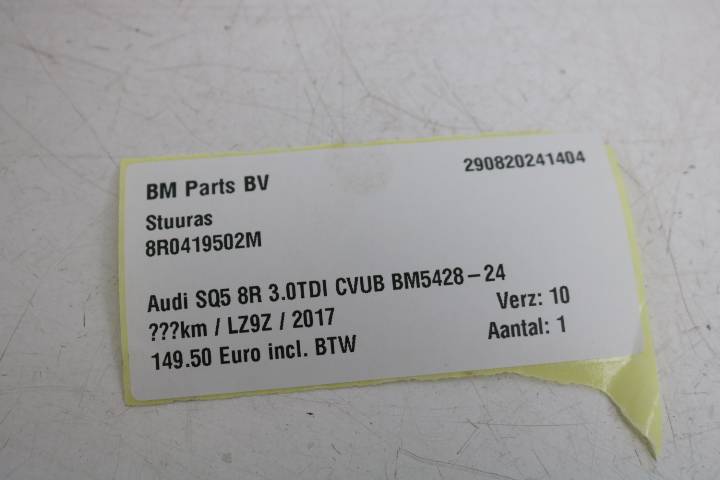 BM Parts BV 290820241404
Stuuras
8R0419502M
Audi SQ5 8R 3.0TDI CVUB BM5428-24
???km / LZ9Z / 2017 Verz: 10
149.50 Euro incl. BTW Aantal: 1